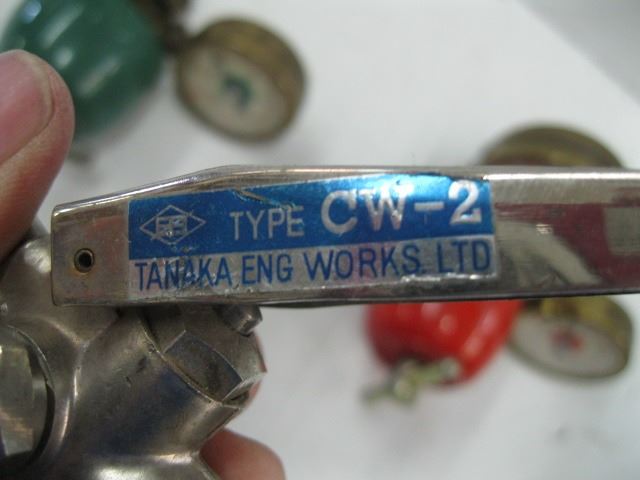 TYPE CW-2
TANAKA ENG WORKS. LTD